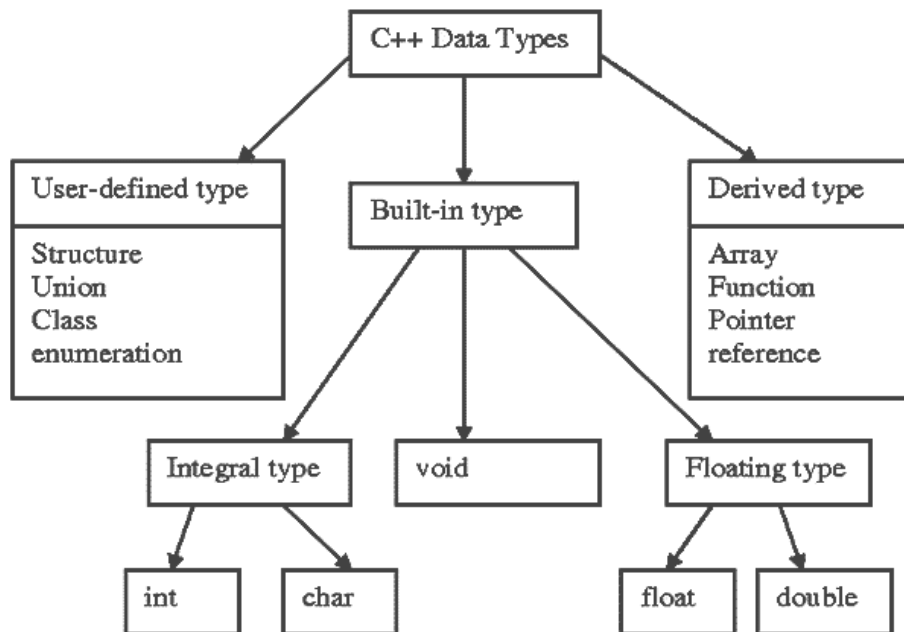 C++ Data Types
User-defined type
Structure
Union
Class
enumeration
Built-in type
Derived type
Array
Function
Pointer
reference
Integral type
void
Floating type
int
char
float
double